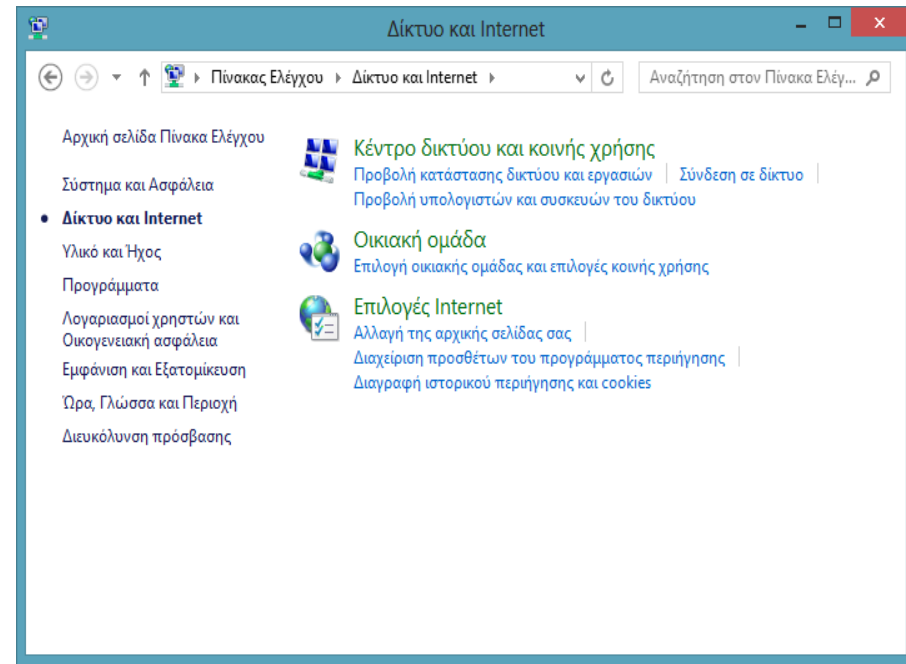 Δίκτυο και Internet
Πίνακας Ελέγχου Δίκτυο και Internet
Αναζήτηση στον Πίνακα Ελέγ...
Αρχική σελίδα Πίνακα Ελέγχου
Σύστημα και Ασφάλεια
Δίκτυο και Internet
Υλικό και Ήχος
Προγράμματα
Λογαριασμοί χρηστών και
Οικογενειακή ασφάλεια
Εμφάνιση και Εξατομίκευση
Ώρα, Γλώσσα και Περιοχή
Διευκόλυνση πρόσβασης
Κέντρο δικτύου και κοινής χρήσης
Προβολή κατάστασης δικτύου και εργασιών Σύνδεση σε δίκτυο
Προβολή υπολογιστών και συσκευών του δικτύου
Οικιακή ομάδα
Επιλογή οικιακής ομάδας και επιλογές κοινής χρήσης
Επιλογές Internet
Αλλαγή της αρχικής σελίδας σας
Διαχείριση προσθέτων του προγράμματος περιήγησης
Διαγραφή ιστορικού περιήγησης και cookies